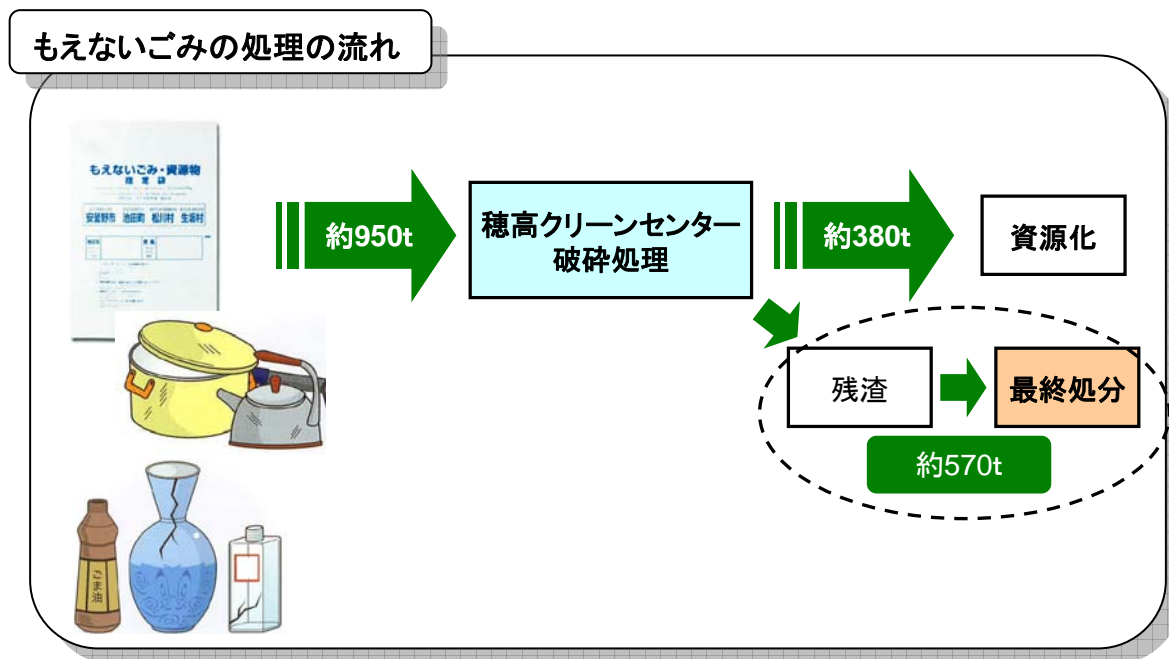 もえないごみの処理の流れ
もえないごみ・資源物
指定袋
安曇野市 池田町 松川村 生坂村
約950t
穂高クリーンセンター
破砕処理
約380t
資源化
残渣
最終処分
約570t
ごま油